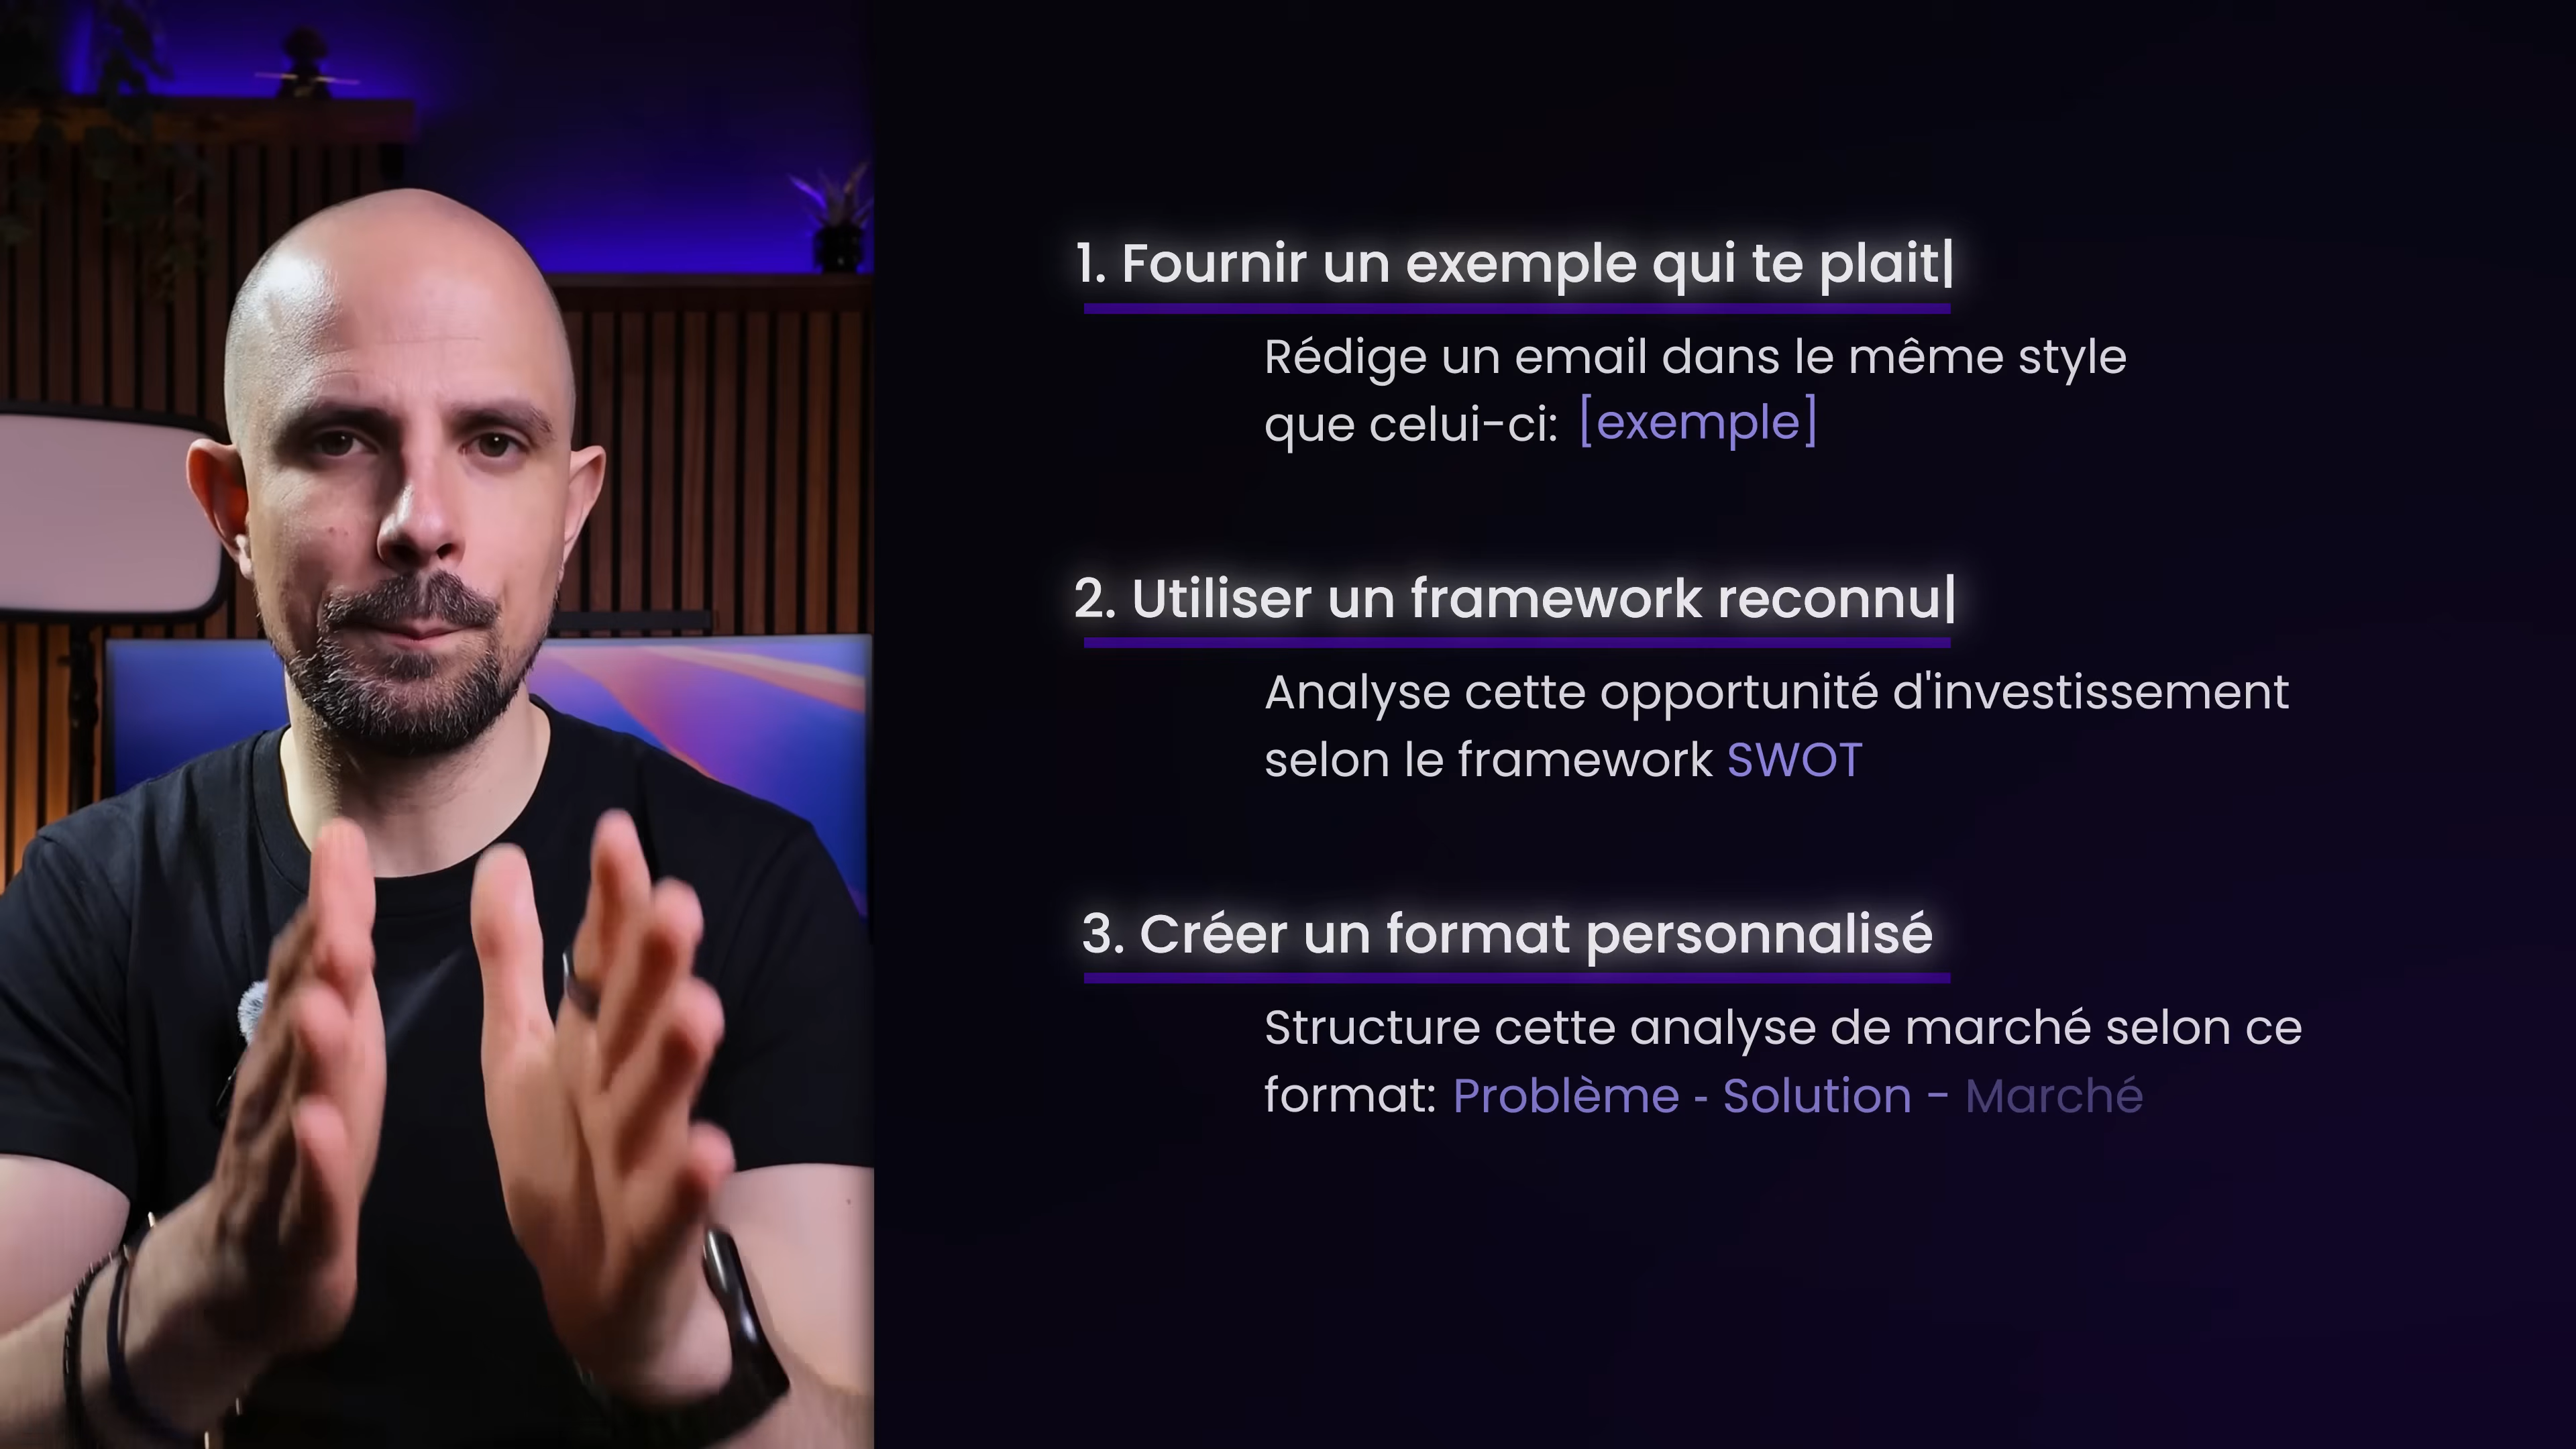 1. Fournir un exemple qui te plait|
Rédige un email dans le même style
que celui-ci: [exemple]
2. Utiliser un framework reconnu|
Analyse cette opportunité d'investissement
selon le framework SWOT
3. Créer un format personnalisé
Structure cette analyse de marché selon ce
format: Problème - Solution - Marché